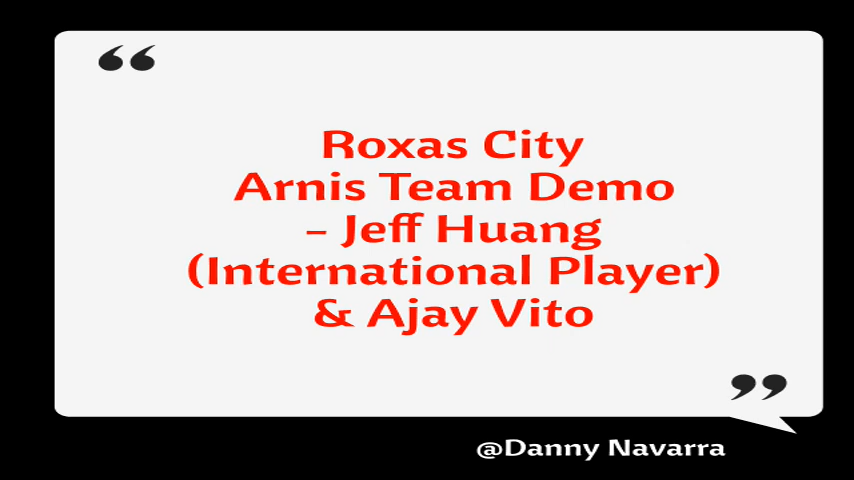 “
Roxas City
Arnis Team Demo
– Jeff Huang
(International Player)
& Ajay Vito
”
@Danny Navarra